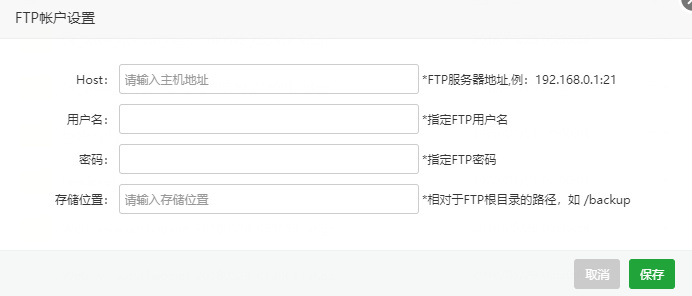 FTP帐户设置
Host： 请输入主机地址 *FTP服务器地址,例：192.168.0.1:21
用户名： *指定FTP用户名
密码： *指定FTP密码
存储位置： 请输入存储位置 *相对于FTP根目录的路径，如 /backup
取消 保存